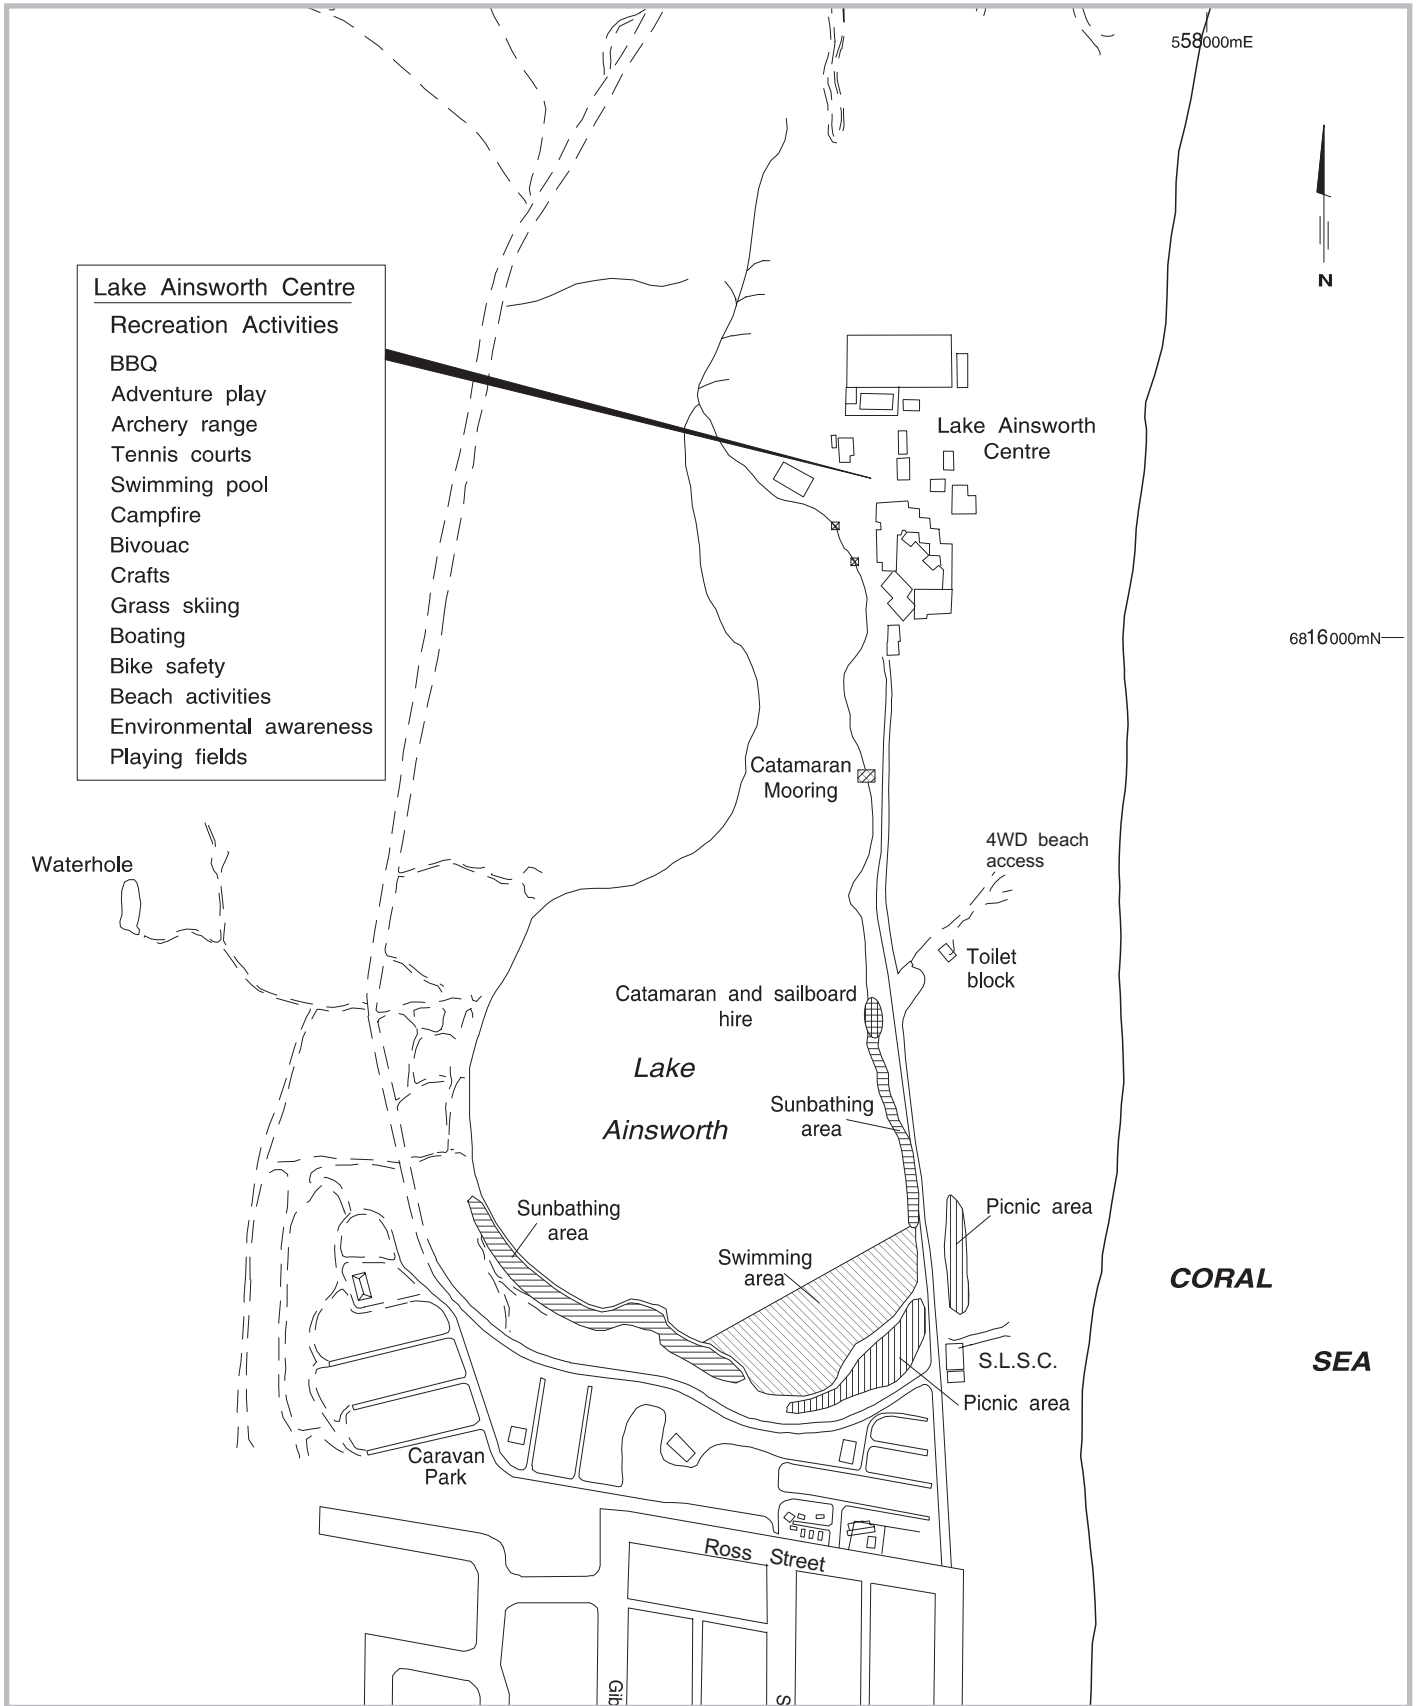 558000mE
N
Lake Ainsworth Centre
Recreation Activities
BBQ
Adventure play
Archery range
Tennis courts
Swimming pool
Campfire
Bivouac
Crafts
Grass skiing
Boating
Bike safety
Beach activities
Environmental awareness
Playing fields
Lake Ainsworth
Centre
6816000mN
Catamaran
Mooring
4WD beach
access
Waterhole
Toilet
block
Catamaran and sailboard
hire
Lake
Ainsworth
Sunbathing
area
Sunbathing
area
Picnic area
Swimming
area
CORAL
SEA
S.L.S.C.
Picnic area
Caravan
Park
Ross Street
Gib
S